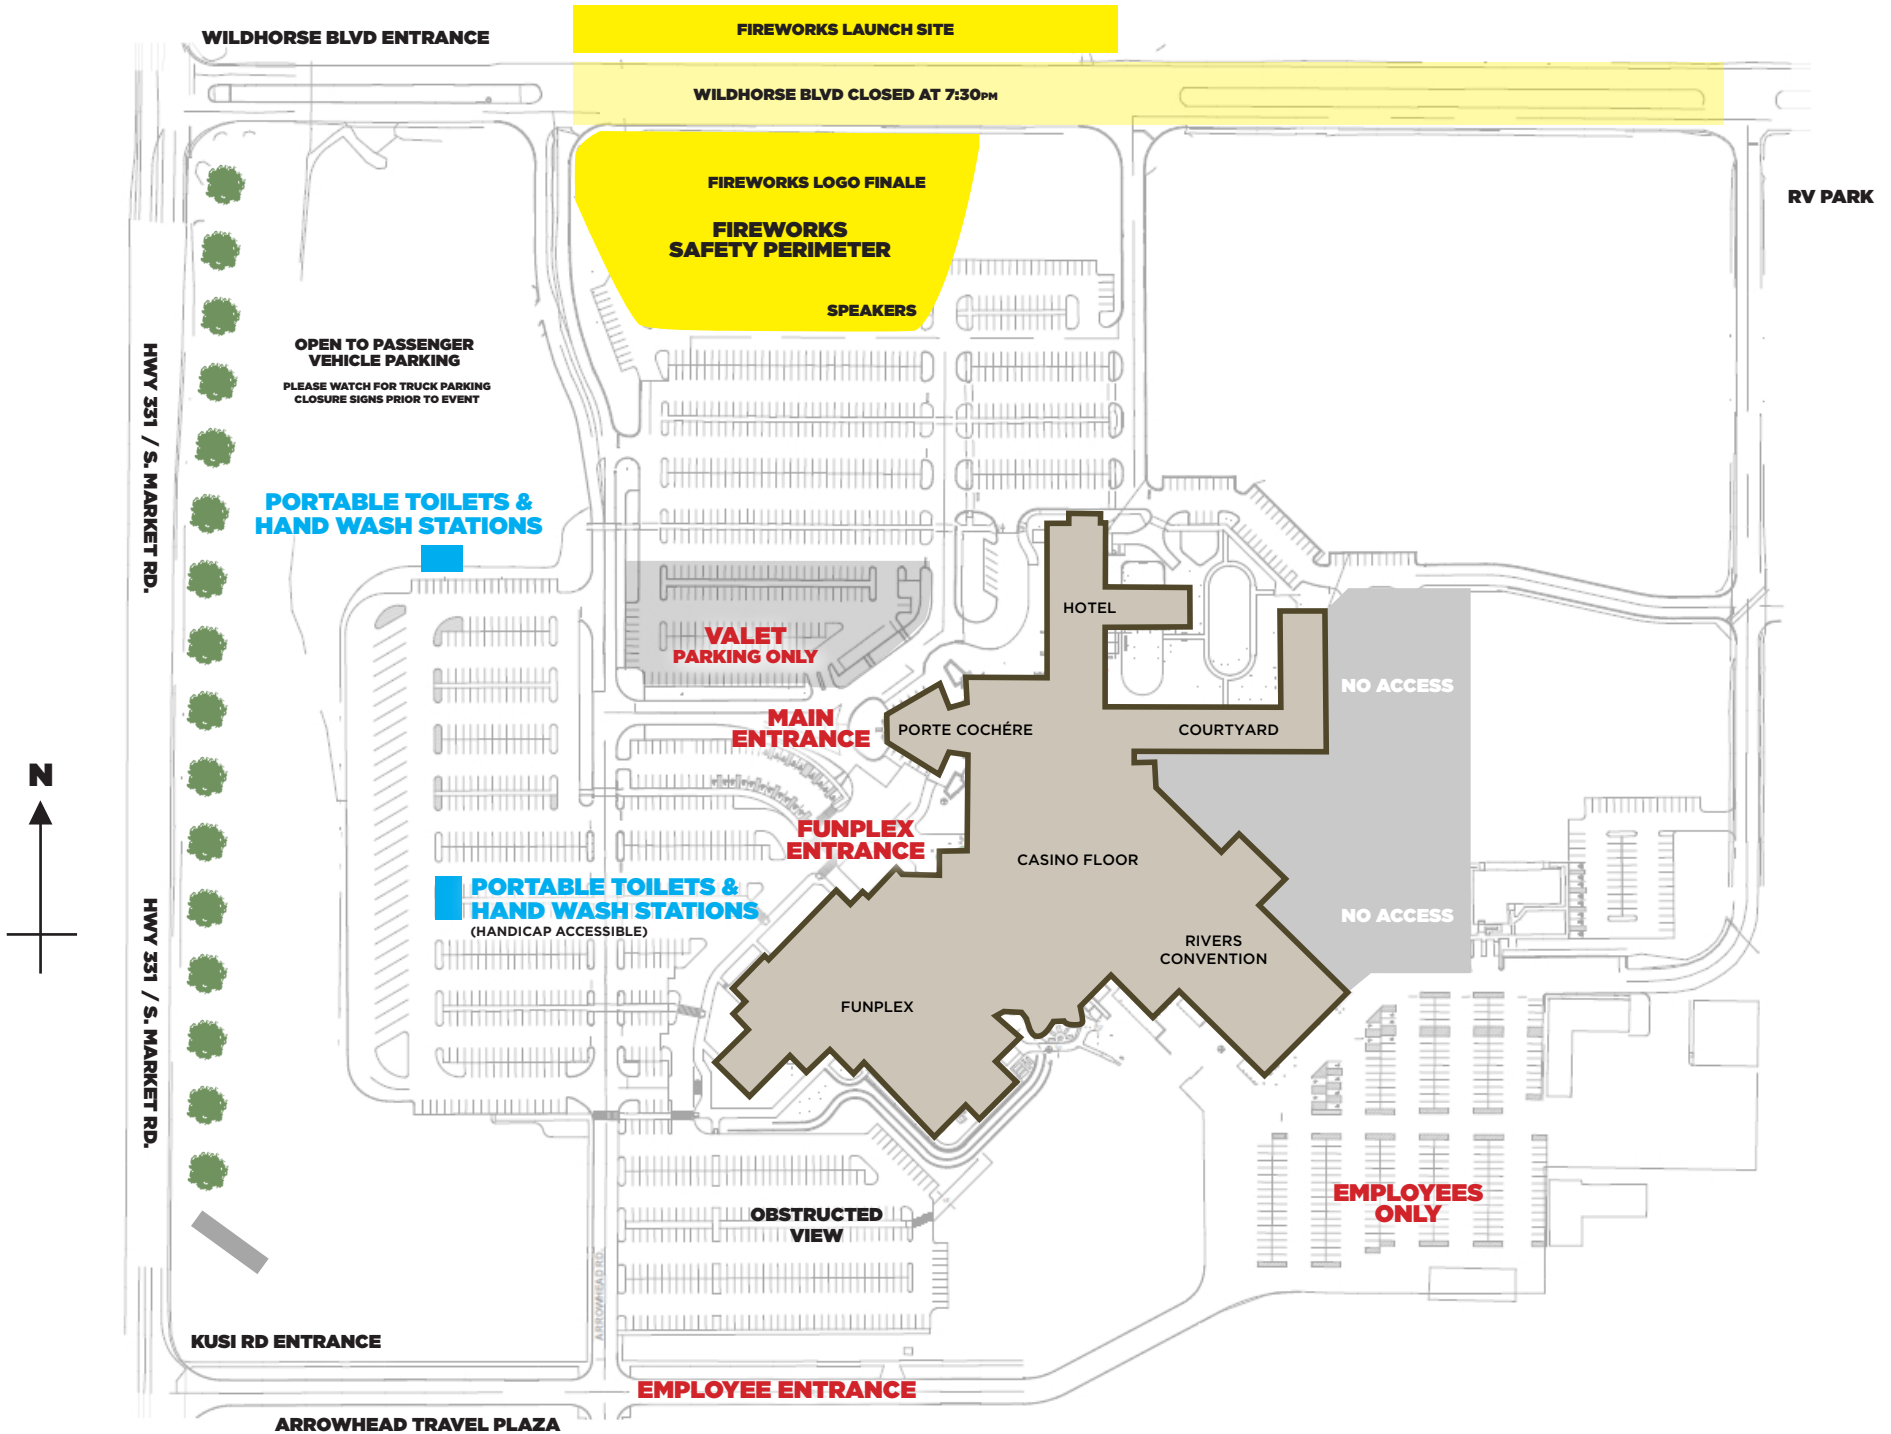 WILDHORSE BLVD ENTRANCE
FIREWORKS LAUNCH SITE
WILDHORSE BLVD CLOSED AT 7:30PM
FIREWORKS LOGO FINALE
FIREWORKS
SAFETY PERIMETER
SPEAKERS
RV PARK
OPEN TO PASSENGER
VEHICLE PARKING
PLEASE WATCH FOR TRUCK PARKING
CLOSURE SIGNS PRIOR TO EVENT
HWY 331 / S. MARKET RD.
PORTABLE TOILETS &
HAND WASH STATIONS
HOTEL
VALET
PARKING ONLY
NO ACCESS
MAIN
ENTRANCE
PORTE COCHÉRE
COURTYARD
N
FUNPLEX
ENTRANCE
CASINO FLOOR
PORTABLE TOILETS &
HAND WASH STATIONS
(HANDICAP ACCESSIBLE)
NO ACCESS
RIVERS
CONVENTION
HWY 331 / S. MARKET RD.
FUNPLEX
EMPLOYEES
ONLY
OBSTRUCTED
VIEW
ARROWHEAD RD.
KUSI RD ENTRANCE
EMPLOYEE ENTRANCE
ARROWHEAD TRAVEL PLAZA